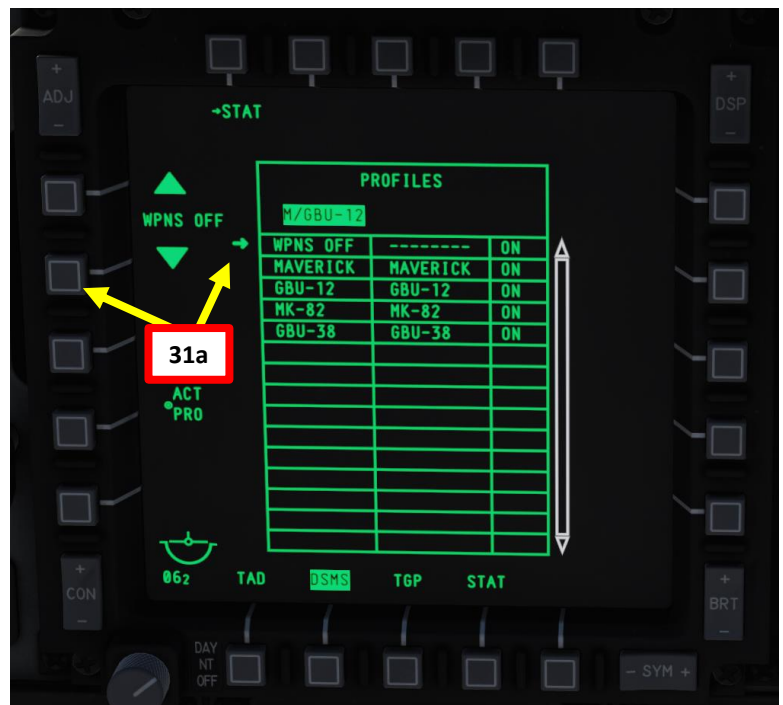 +
ADJ
−
+
DSP
−
→STAT
PROFILES
M/GBU-12
WPNS OFF
WPNS OFF -------- ON
MAVERICK MAVERICK ON
GBU-12 GBU-12 ON
MK-82 MK-82 ON
GBU-38 GBU-38 ON
31a
ACT
PRO
062
TAD DSMS TGP STAT
+
CON
−
+
BRT
−
DAY
NT
OFF
− SYM +